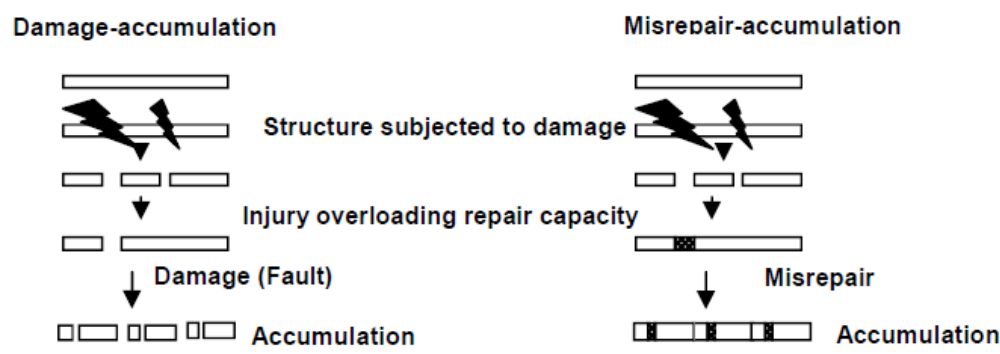 Damage-accumulation
Misrepair-accumulation
Structure subjected to damage
Injury overloading repair capacity
Damage (Fault)
Misrepair
Accumulation
Accumulation